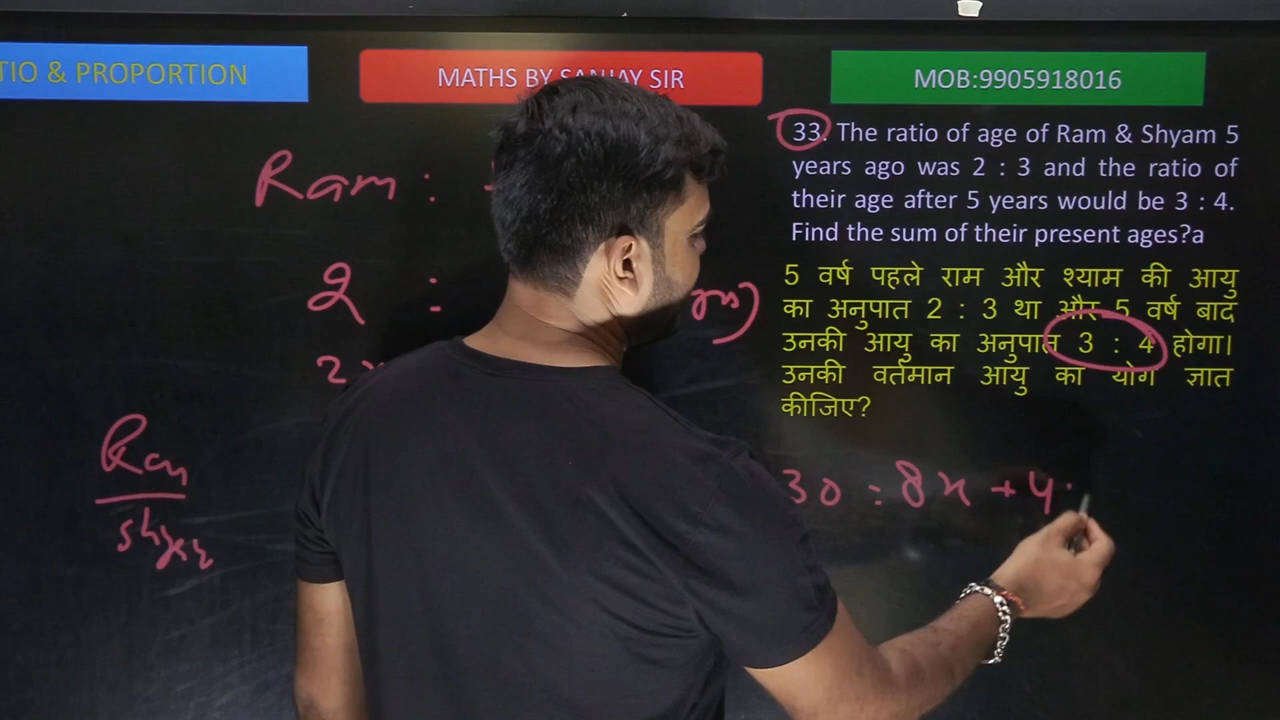 TIO & PROPORTION
MATHS BY SANJAY SIR
MOB:9905918016
33. The ratio of age of Ram & Shyam 5
years ago was 2 : 3 and the ratio of
their age after 5 years would be 3 : 4.
Find the sum of their present ages?a
5 वर्ष पहले राम और श्याम की आयु
का अनुपात 2 : 3 था और 5 वर्ष बाद
उनकी आयु का अनुपात 3 : 4 होगा।
उनकी वर्तमान आयु का योग ज्ञात
कीजिए?
Ram :
2 :
2x
Ram
30 = 8x + 4